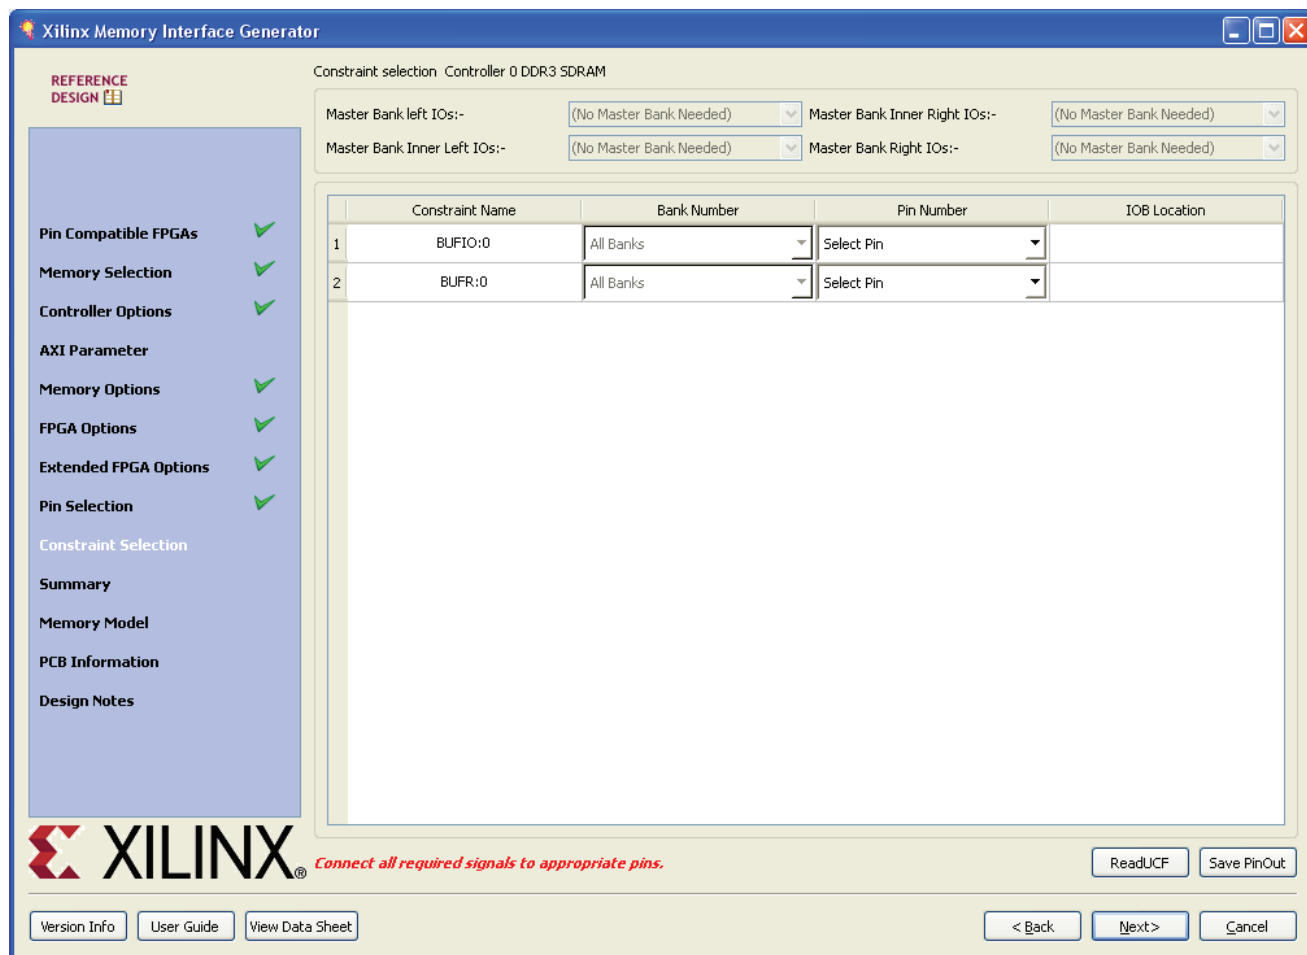 Xilinx Memory Interface Generator
REFERENCE
DESIGN
Constraint selection Controller 0 DDR3 SDRAM
Master Bank left IOs:- (No Master Bank Needed) Master Bank Inner Right IOs:- (No Master Bank Needed)
Master Bank Inner Left IOs:- (No Master Bank Needed) Master Bank Right IOs:- (No Master Bank Needed)
Constraint Name Bank Number Pin Number IOB Location
1 BUFIO:0 All Banks Select Pin
2 BUFR:0 All Banks Select Pin
Pin Compatible FPGAs
Memory Selection
Controller Options
AXI Parameter
Memory Options
FPGA Options
Extended FPGA Options
Pin Selection
Constraint Selection
Summary
Memory Model
PCB Information
Design Notes
XILINX®
Connect all required signals to appropriate pins.
ReadUCF Save PinOut
Version Info User Guide View Data Sheet < Back Next> Cancel